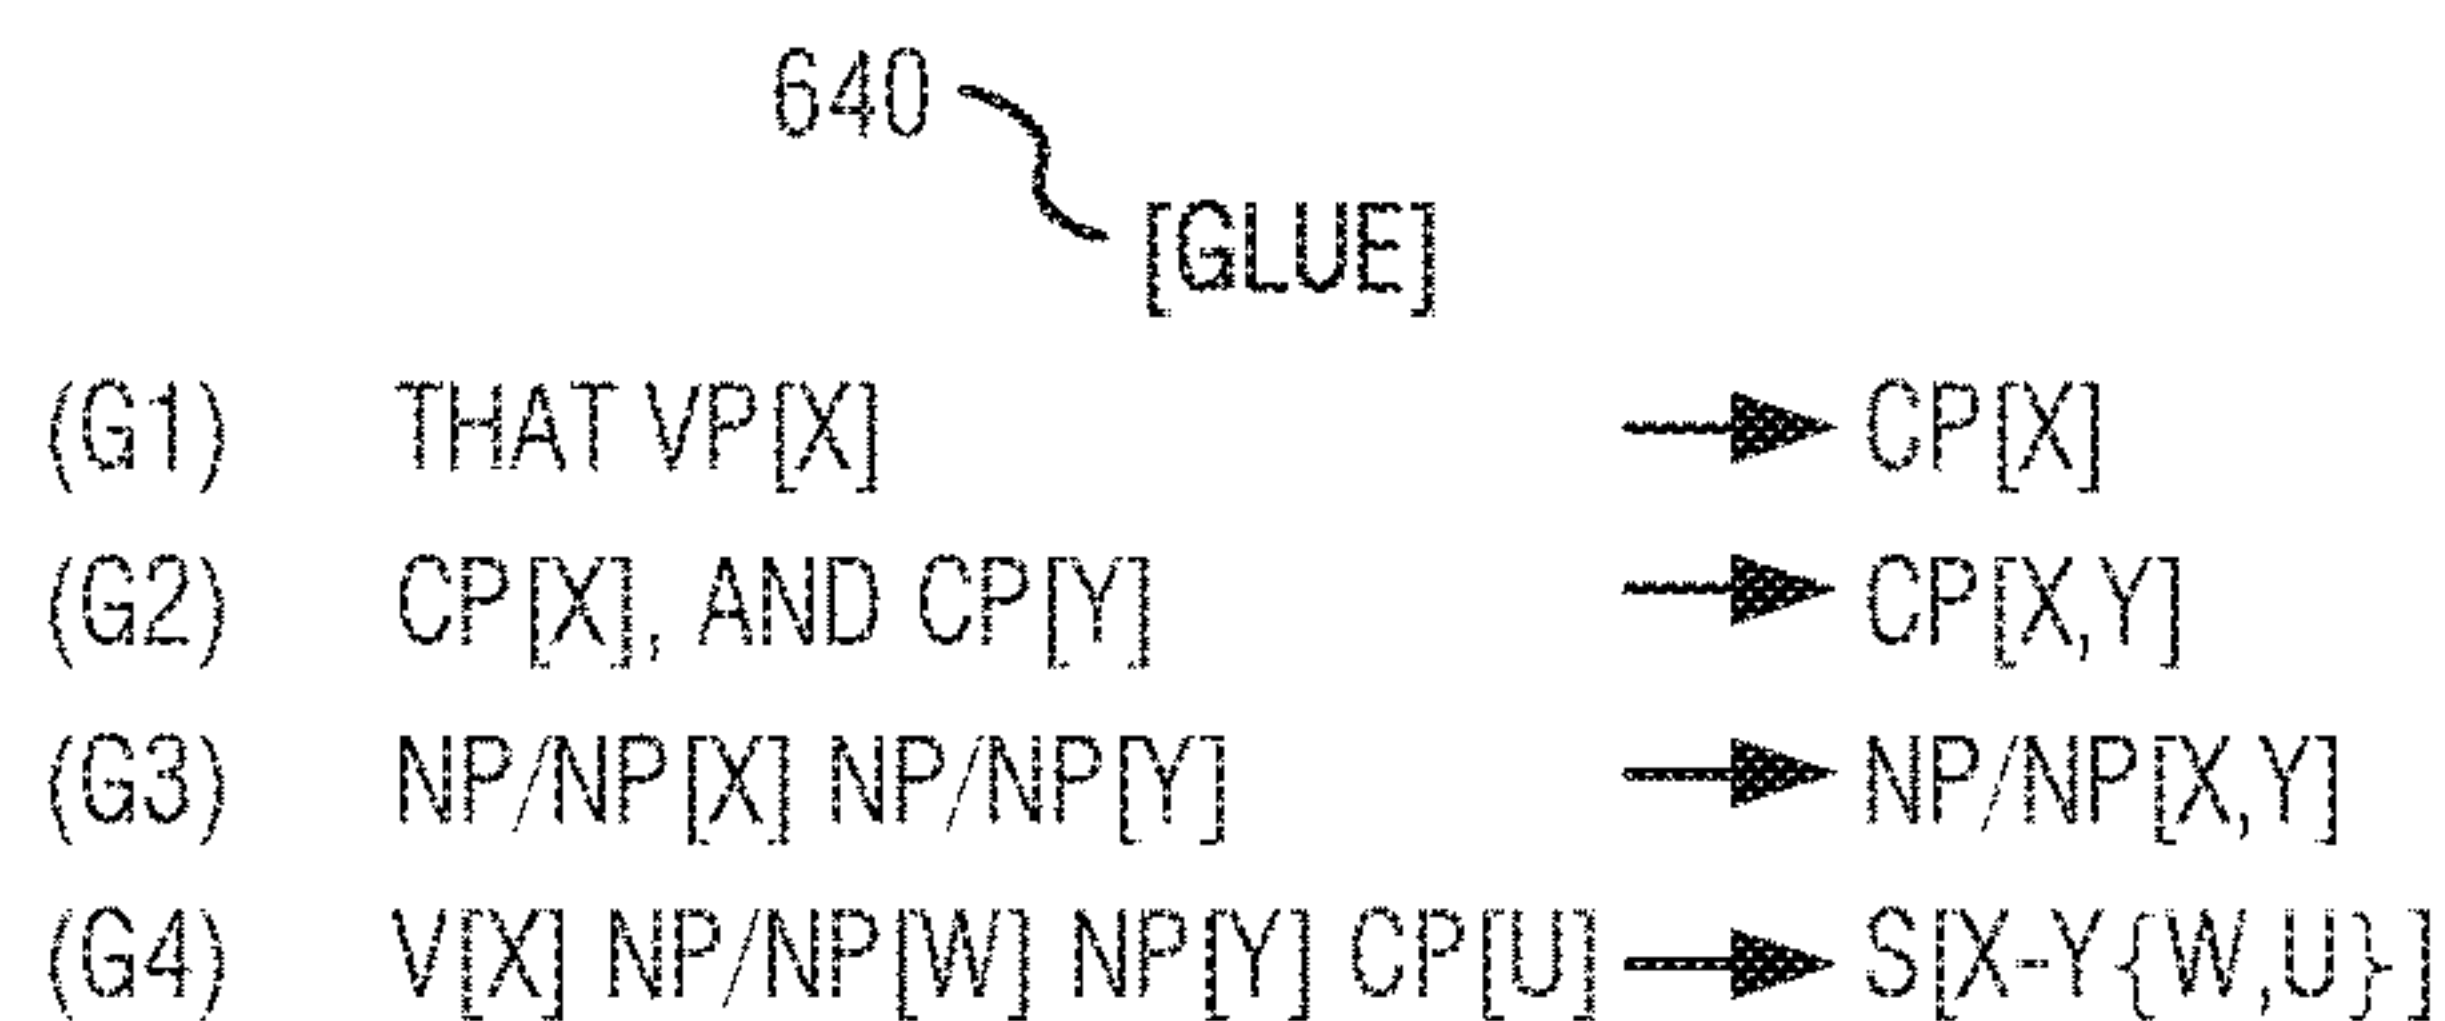 640
[GLUE]
(G1) THAT VP[X] → CP[X]
(G2) CP[X], AND CP[Y] → CP[X,Y]
(G3) NP/NP[X] NP/NP[Y] → NP/NP[X,Y]
(G4) V[X] NP/NP[W] NP[Y] CP[U] → S[X-Y{W,U}]